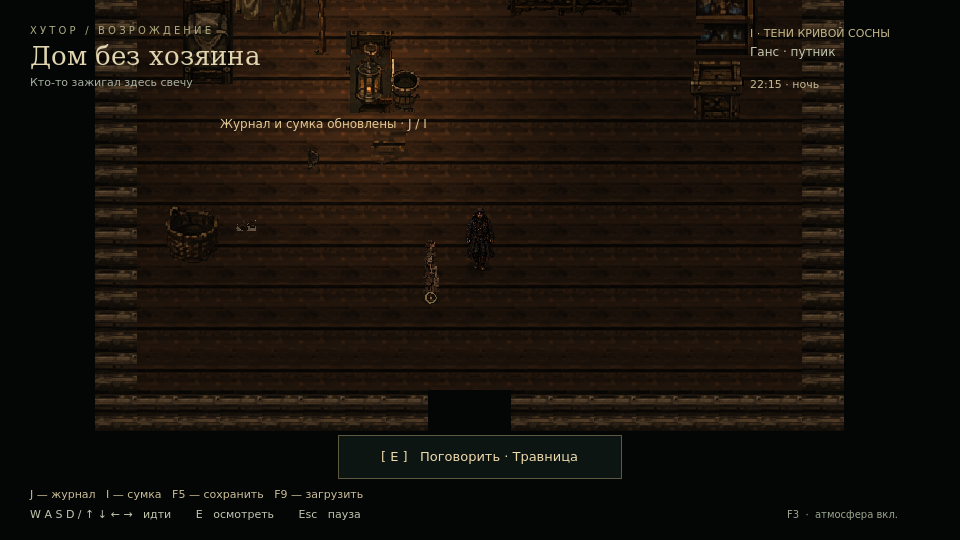 ХУТОР / ВОЗРОЖДЕНИЕ
Дом без хозяина
Кто-то зажигал здесь свечу
I · ТЕНИ КРИВОЙ СОСНЫ
Ганс · путник
22:15 · ночь
Журнал и сумка обновлены · J / I
[ E ] Поговорить · Травница
J — журнал I — сумка F5 — сохранить F9 — загрузить
W A S D / ↑ ↓ ← → идти E осмотреть Esc пауза
F3 · атмосфера вкл.